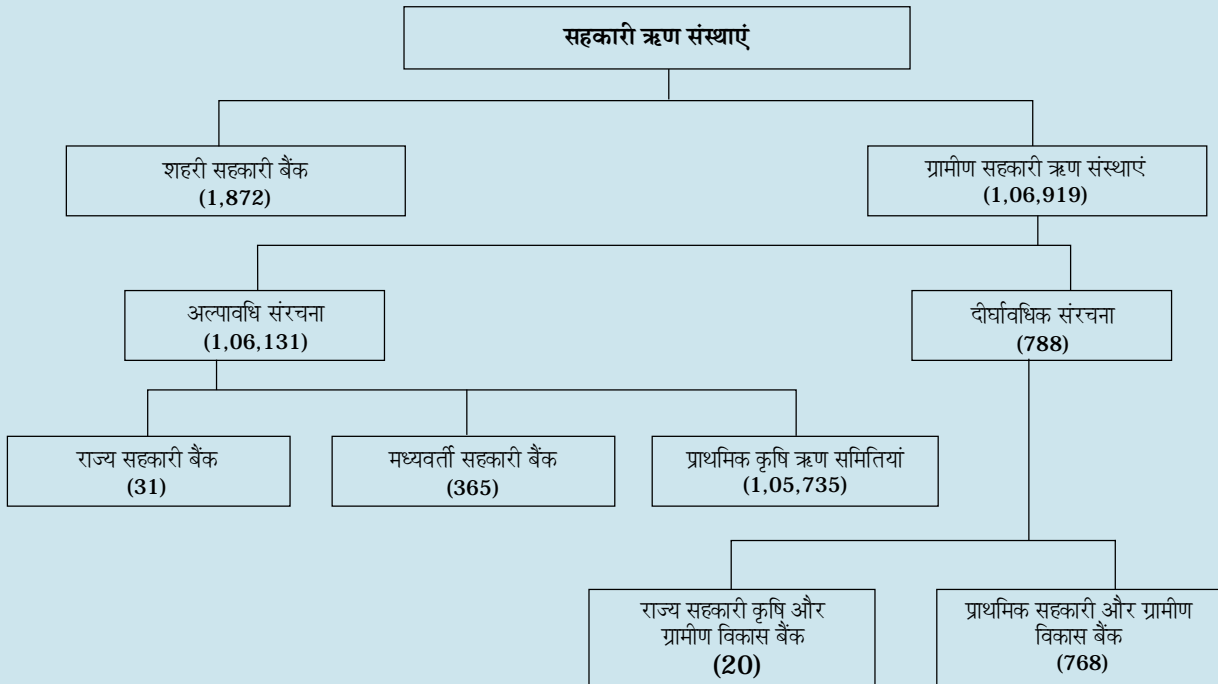 सहकारी ऋण संस्थाएं
शहरी सहकारी बैंक
(1,872)
ग्रामीण सहकारी ऋण संस्थाएं
(1,06,919)
अल्पावधि संरचना
(1,06,131)
दीर्घावधिक संरचना
(788)
राज्य सहकारी बैंक
(31)
मध्यवर्ती सहकारी बैंक
(365)
प्राथमिक कृषि ऋण समितियां
(1,05,735)
राज्य सहकारी कृषि और
ग्रामीण विकास बैंक
(20)
प्राथमिक सहकारी और ग्रामीण
विकास बैंक
(768)